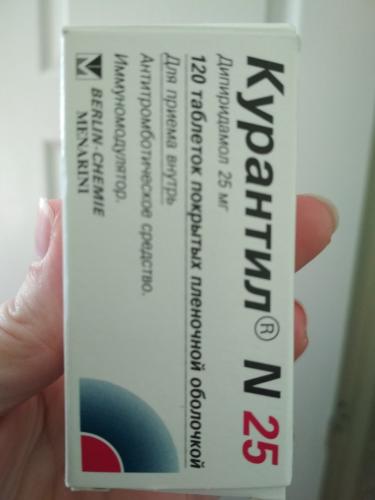 Курантил® N 25
Дипиридамол 25 мг
120 таблеток покрытых пленочной оболочкой
Для приема внутрь
Антитромботическое средство.
Иммуномодулятор.
BERLIN-CHEMIE
MENARINI